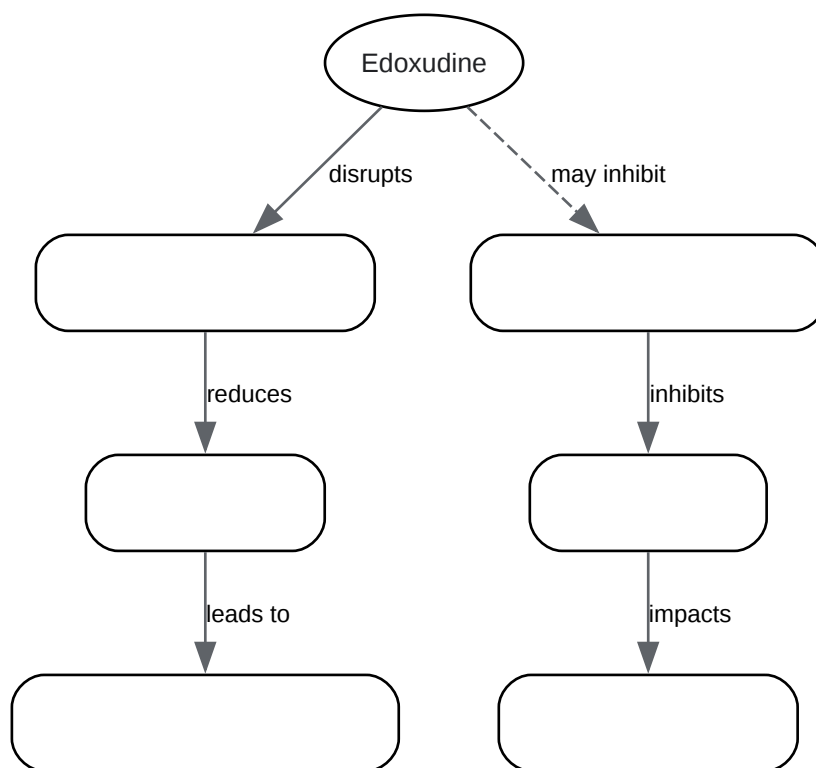 Edoxudine
disrupts
may inhibit
reduces
inhibits
leads to
impacts